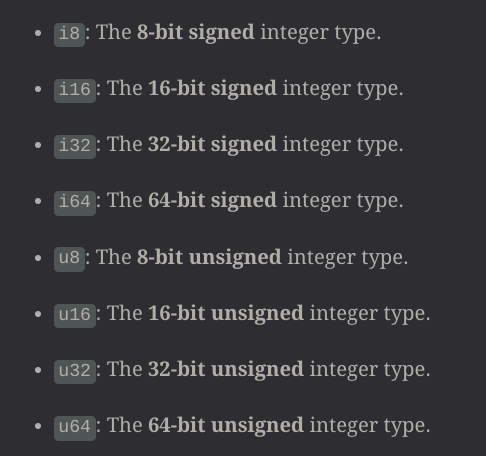 • i8: The 8-bit signed integer type.
• i16: The 16-bit signed integer type.
• i32: The 32-bit signed integer type.
• i64: The 64-bit signed integer type.
• u8: The 8-bit unsigned integer type.
• u16: The 16-bit unsigned integer type.
• u32: The 32-bit unsigned integer type.
• u64: The 64-bit unsigned integer type.